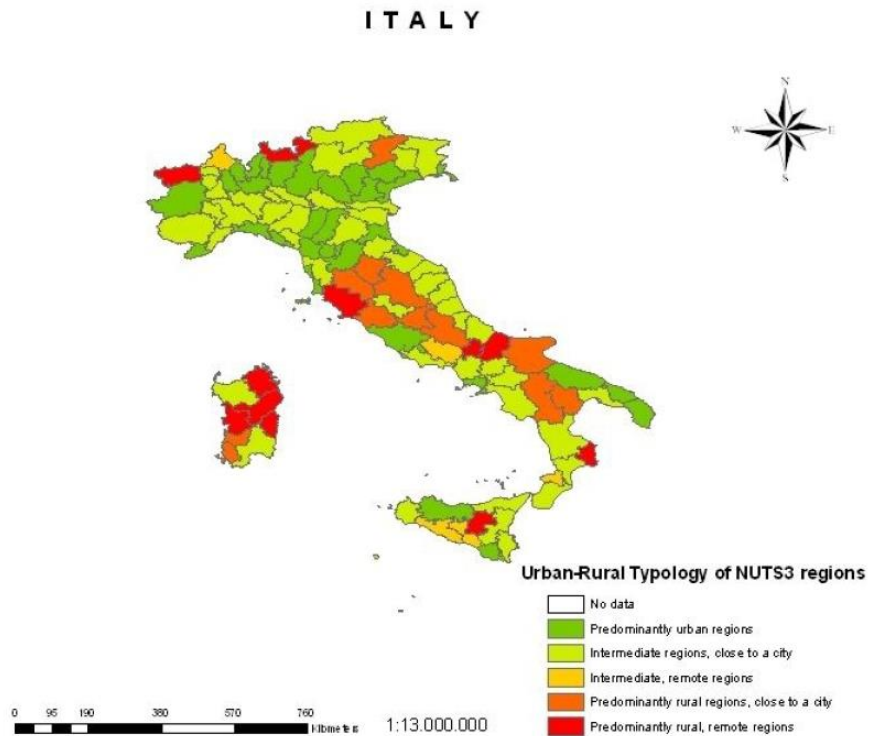 I T A L Y
N
W E
S
Urban-Rural Typology of NUTS3 regions
No data
Predominantly urban regions
Intermediate regions, close to a city
Intermediate, remote regions
Predominantly rural regions, close to a city
Predominantly rural, remote regions
0 95 190 380 570 760
Kilometers
1:13.000.000